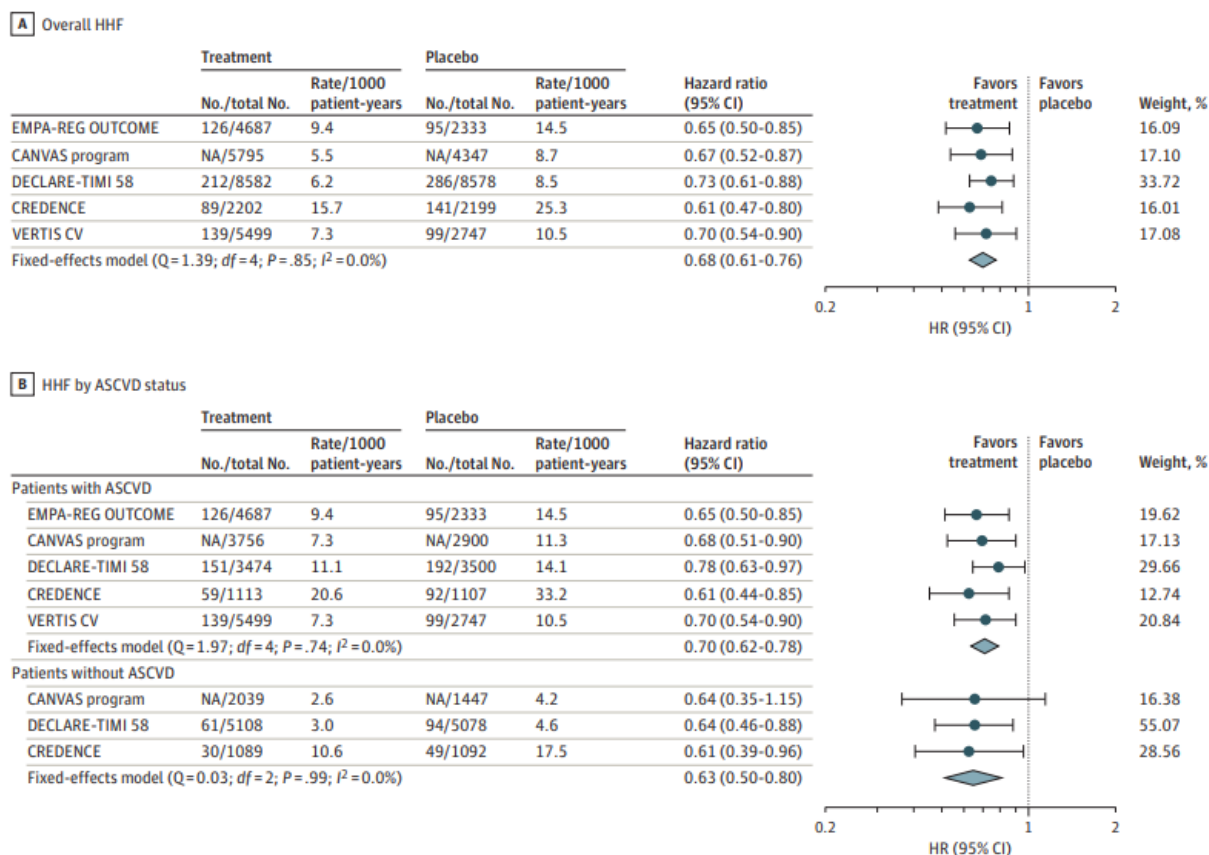 A Overall HHF
Treatment Placebo
No./total No. Rate/1000 patient-years No./total No. Rate/1000 patient-years Hazard ratio (95% CI) Favors treatment Favors placebo Weight, %
EMPA-REG OUTCOME 126/4687 9.4 95/2333 14.5 0.65 (0.50-0.85) 16.09
CANVAS program NA/5795 5.5 NA/4347 8.7 0.67 (0.52-0.87) 17.10
DECLARE-TIMI 58 212/8582 6.2 286/8578 8.5 0.73 (0.61-0.88) 33.72
CREDENCE 89/2202 15.7 141/2199 25.3 0.61 (0.47-0.80) 16.01
VERTIS CV 139/5499 7.3 99/2747 10.5 0.70 (0.54-0.90) 17.08
Fixed-effects model (Q=1.39; df=4; P=.85; I²=0.0%) 0.68 (0.61-0.76)
0.2 1 2
HR (95% CI)
B HHF by ASCVD status
Treatment Placebo
No./total No. Rate/1000 patient-years No./total No. Rate/1000 patient-years Hazard ratio (95% CI) Favors treatment Favors placebo Weight, %
Patients with ASCVD
EMPA-REG OUTCOME 126/4687 9.4 95/2333 14.5 0.65 (0.50-0.85) 19.62
CANVAS program NA/3756 7.3 NA/2900 11.3 0.68 (0.51-0.90) 17.13
DECLARE-TIMI 58 151/3474 11.1 192/3500 14.1 0.78 (0.63-0.97) 29.66
CREDENCE 59/1113 20.6 92/1107 33.2 0.61 (0.44-0.85) 12.74
VERTIS CV 139/5499 7.3 99/2747 10.5 0.70 (0.54-0.90) 20.84
Fixed-effects model (Q=1.97; df=4; P=.74; I²=0.0%) 0.70 (0.62-0.78)
Patients without ASCVD
CANVAS program NA/2039 2.6 NA/1447 4.2 0.64 (0.35-1.15) 16.38
DECLARE-TIMI 58 61/5108 3.0 94/5078 4.6 0.64 (0.46-0.88) 55.07
CREDENCE 30/1089 10.6 49/1092 17.5 0.61 (0.39-0.96) 28.56
Fixed-effects model (Q=0.03; df=2; P=.99; I²=0.0%) 0.63 (0.50-0.80)
0.2 1 2
HR (95% CI)